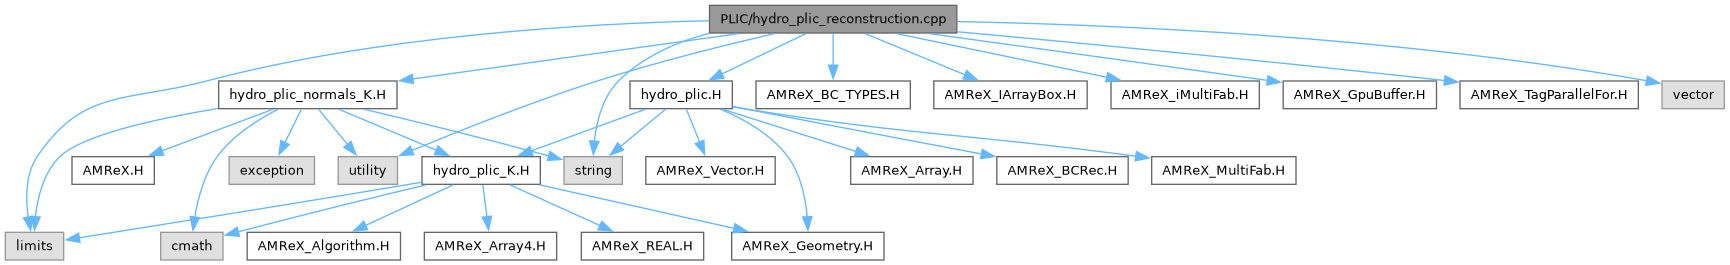 PLIC/hydro_plic_reconstruction.cpp
hydro_plic_normals_K.H
hydro_plic.H
AMReX_BC_TYPES.H
AMReX_IArrayBox.H
AMReX_iMultiFab.H
AMReX_GpuBuffer.H
AMReX_TagParallelFor.H
vector
AMReX.H
exception
utility
hydro_plic_K.H
string
AMReX_Vector.H
AMReX_Array.H
AMReX_BCRec.H
AMReX_MultiFab.H
limits
cmath
AMReX_Algorithm.H
AMReX_Array4.H
AMReX_REAL.H
AMReX_Geometry.H